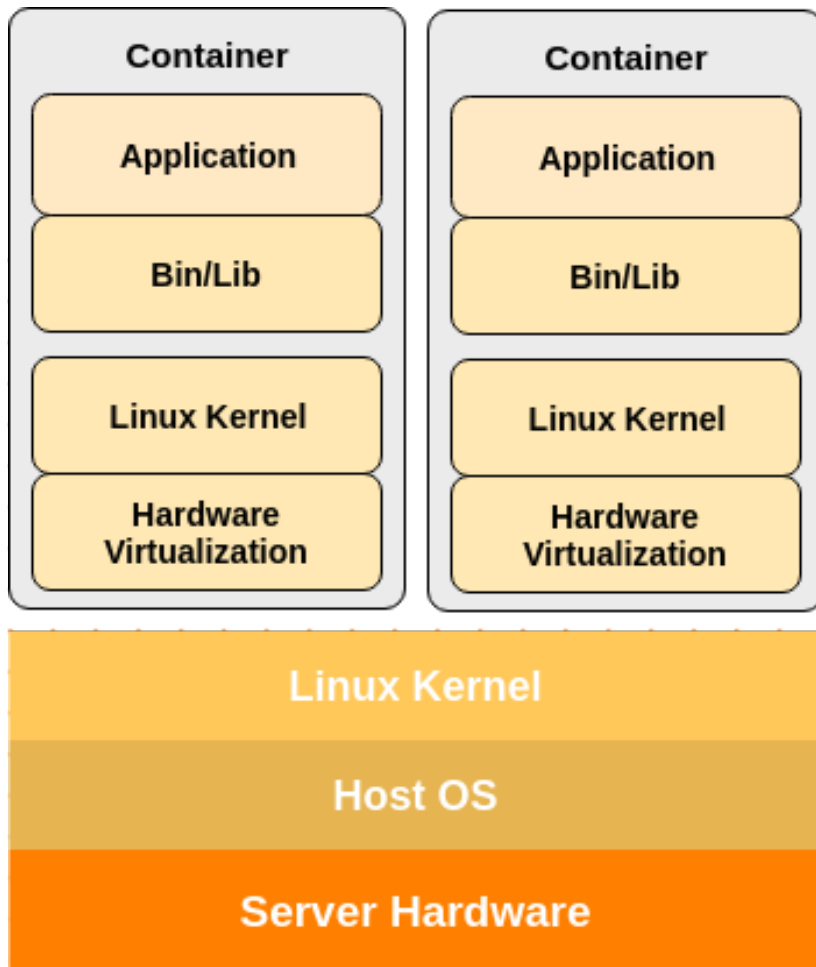 Container
Application
Bin/Lib
Linux Kernel
Hardware
Virtualization
Container
Application
Bin/Lib
Linux Kernel
Hardware
Virtualization
Linux Kernel
Host OS
Server Hardware